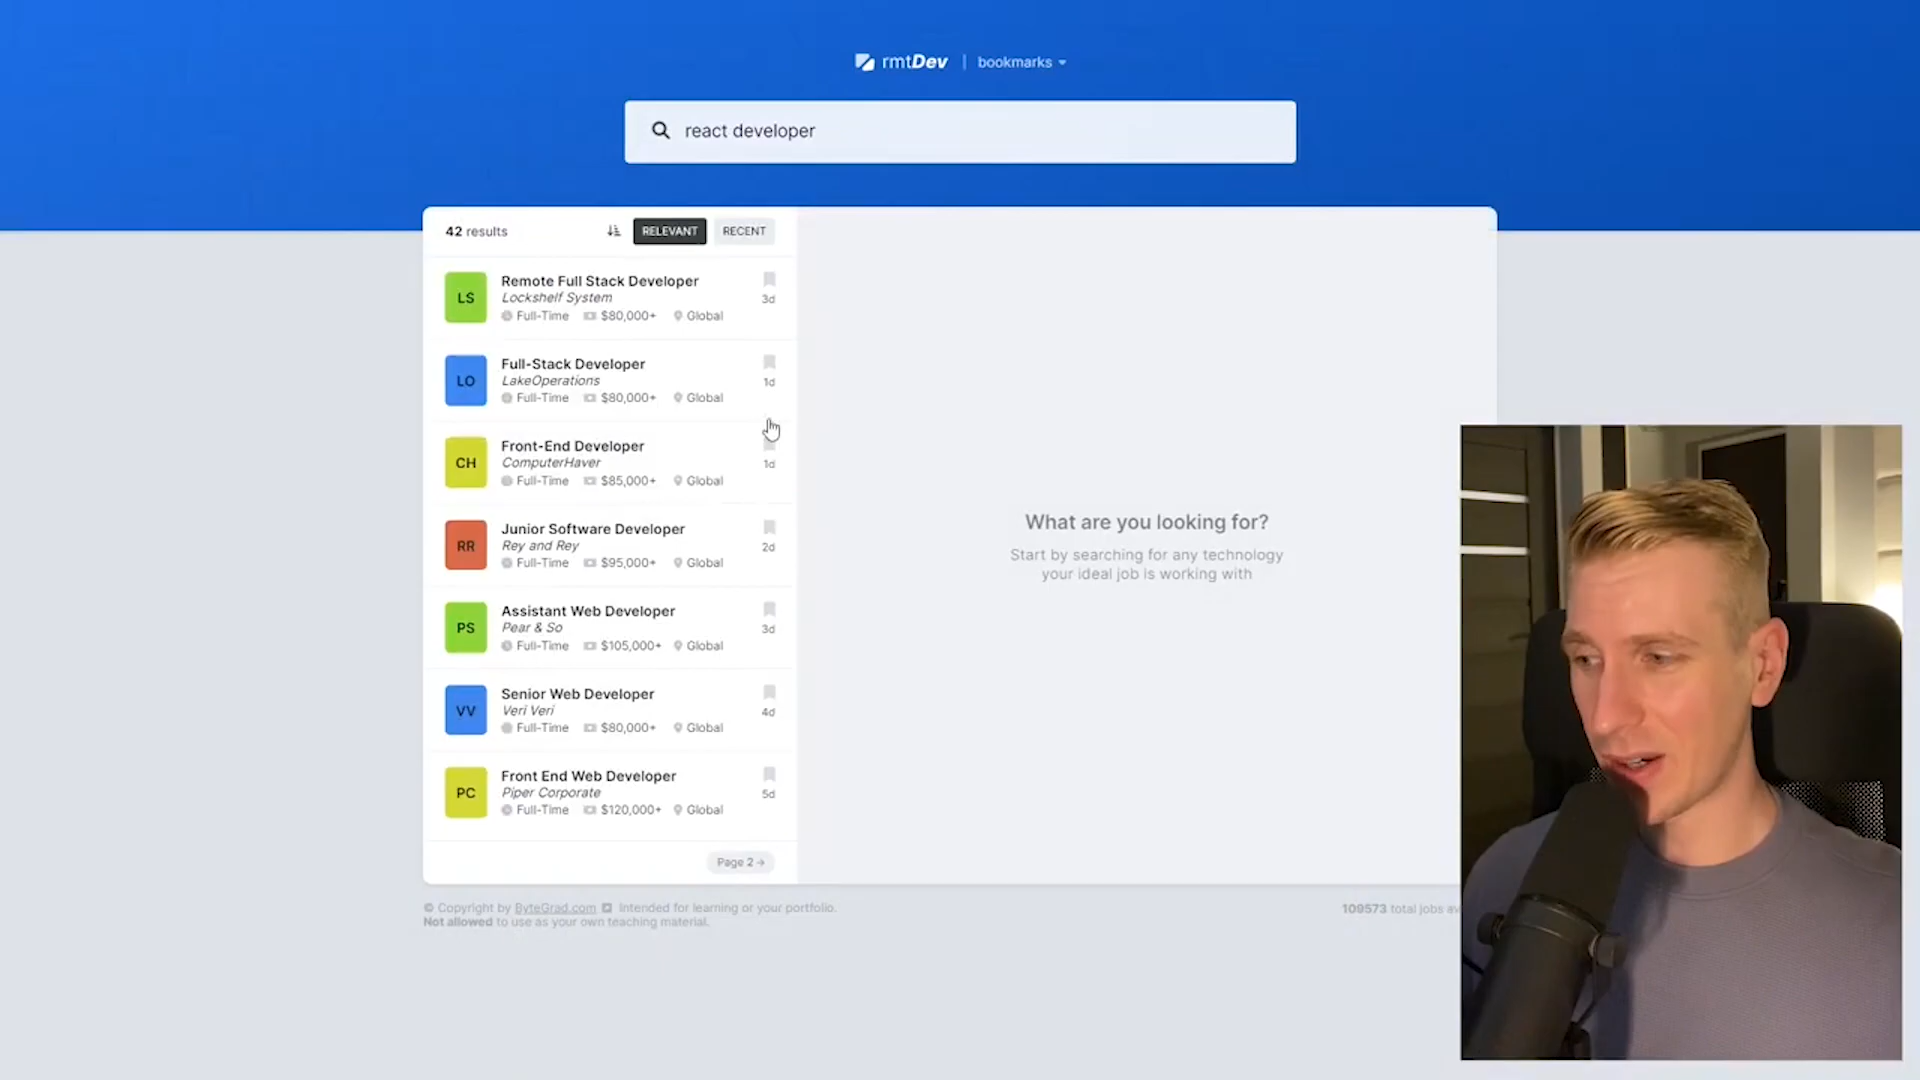 rmtDev | bookmarks
react developer
42 results RELEVANT RECENT
LS Remote Full Stack Developer
Lockshelf System 3d
Full-Time $80,000+ Global
LO Full-Stack Developer
LakeOperations 1d
Full-Time $80,000+ Global
CH Front-End Developer
ComputerHaver 1d
Full-Time $85,000+ Global
RR Junior Software Developer
Rey and Rey 2d
Full-Time $95,000+ Global
PS Assistant Web Developer
Pear & So 3d
Full-Time $105,000+ Global
VV Senior Web Developer
Veri Veri 4d
Full-Time $80,000+ Global
PC Front End Web Developer
Piper Corporate 5d
Full-Time $120,000+ Global
Page 2 →
What are you looking for?
Start by searching for any technology
your ideal job is working with
© Copyright by ByteGrad.com Intended for learning or your portfolio.
Not allowed to use as your own teaching material.
109573 total jobs